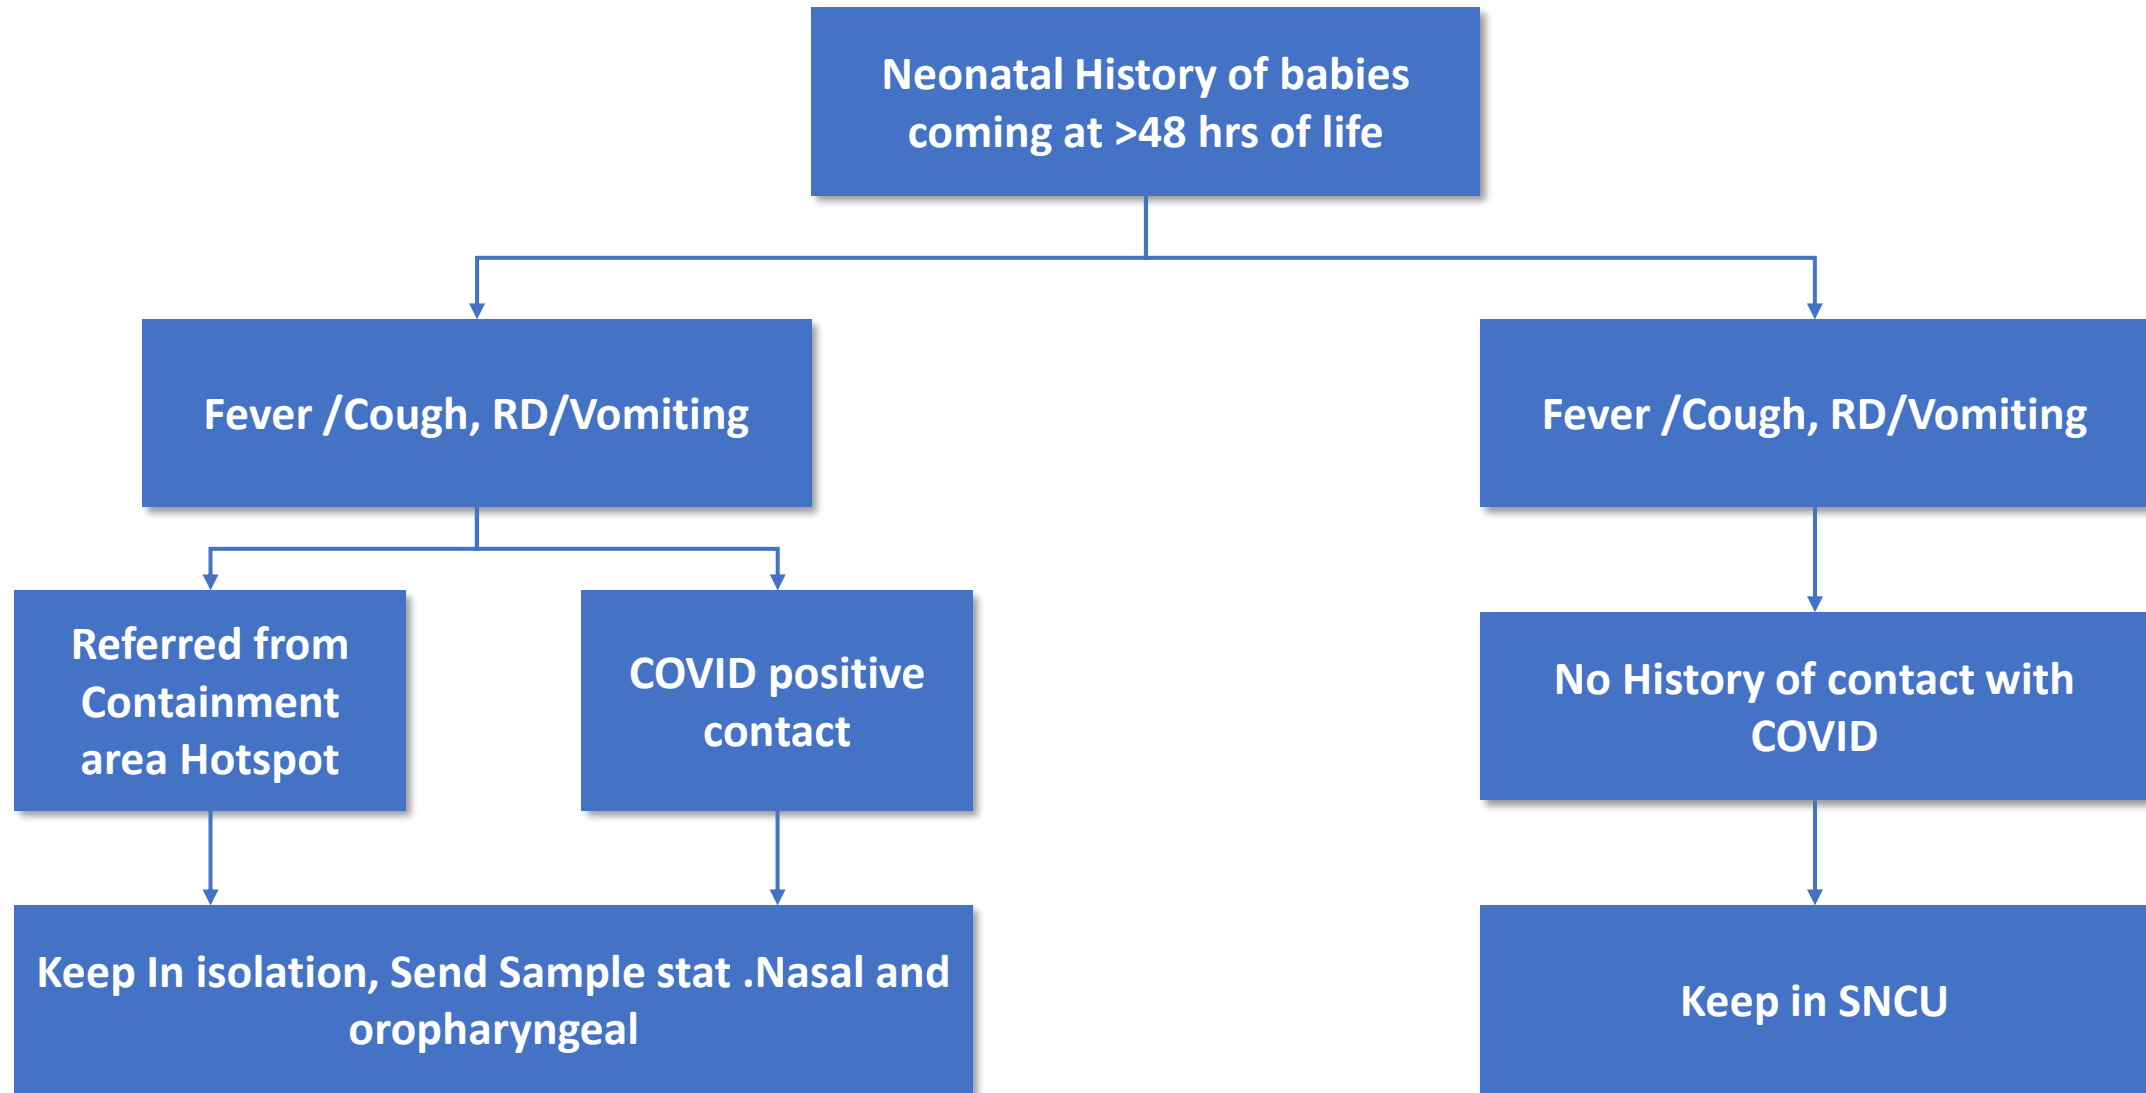 Neonatal History of babies
coming at >48 hrs of life
Fever /Cough, RD/Vomiting
Fever /Cough, RD/Vomiting
Referred from
Containment
area Hotspot
COVID positive
contact
No History of contact with
COVID
Keep In isolation, Send Sample stat .Nasal and
oropharyngeal
Keep in SNCU